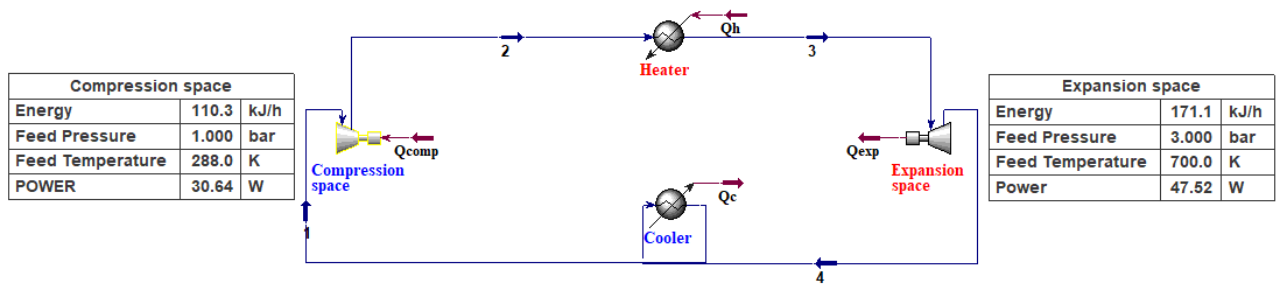 2
Qh
3
Heater
Compression space
Energy 110.3 kJ/h
Feed Pressure 1.000 bar
Feed Temperature 288.0 K
POWER 30.64 W
Qcomp
Compression
space
Qexp
Expansion
space
Expansion space
Energy 171.1 kJ/h
Feed Pressure 3.000 bar
Feed Temperature 700.0 K
Power 47.52 W
Qc
Cooler
1
4